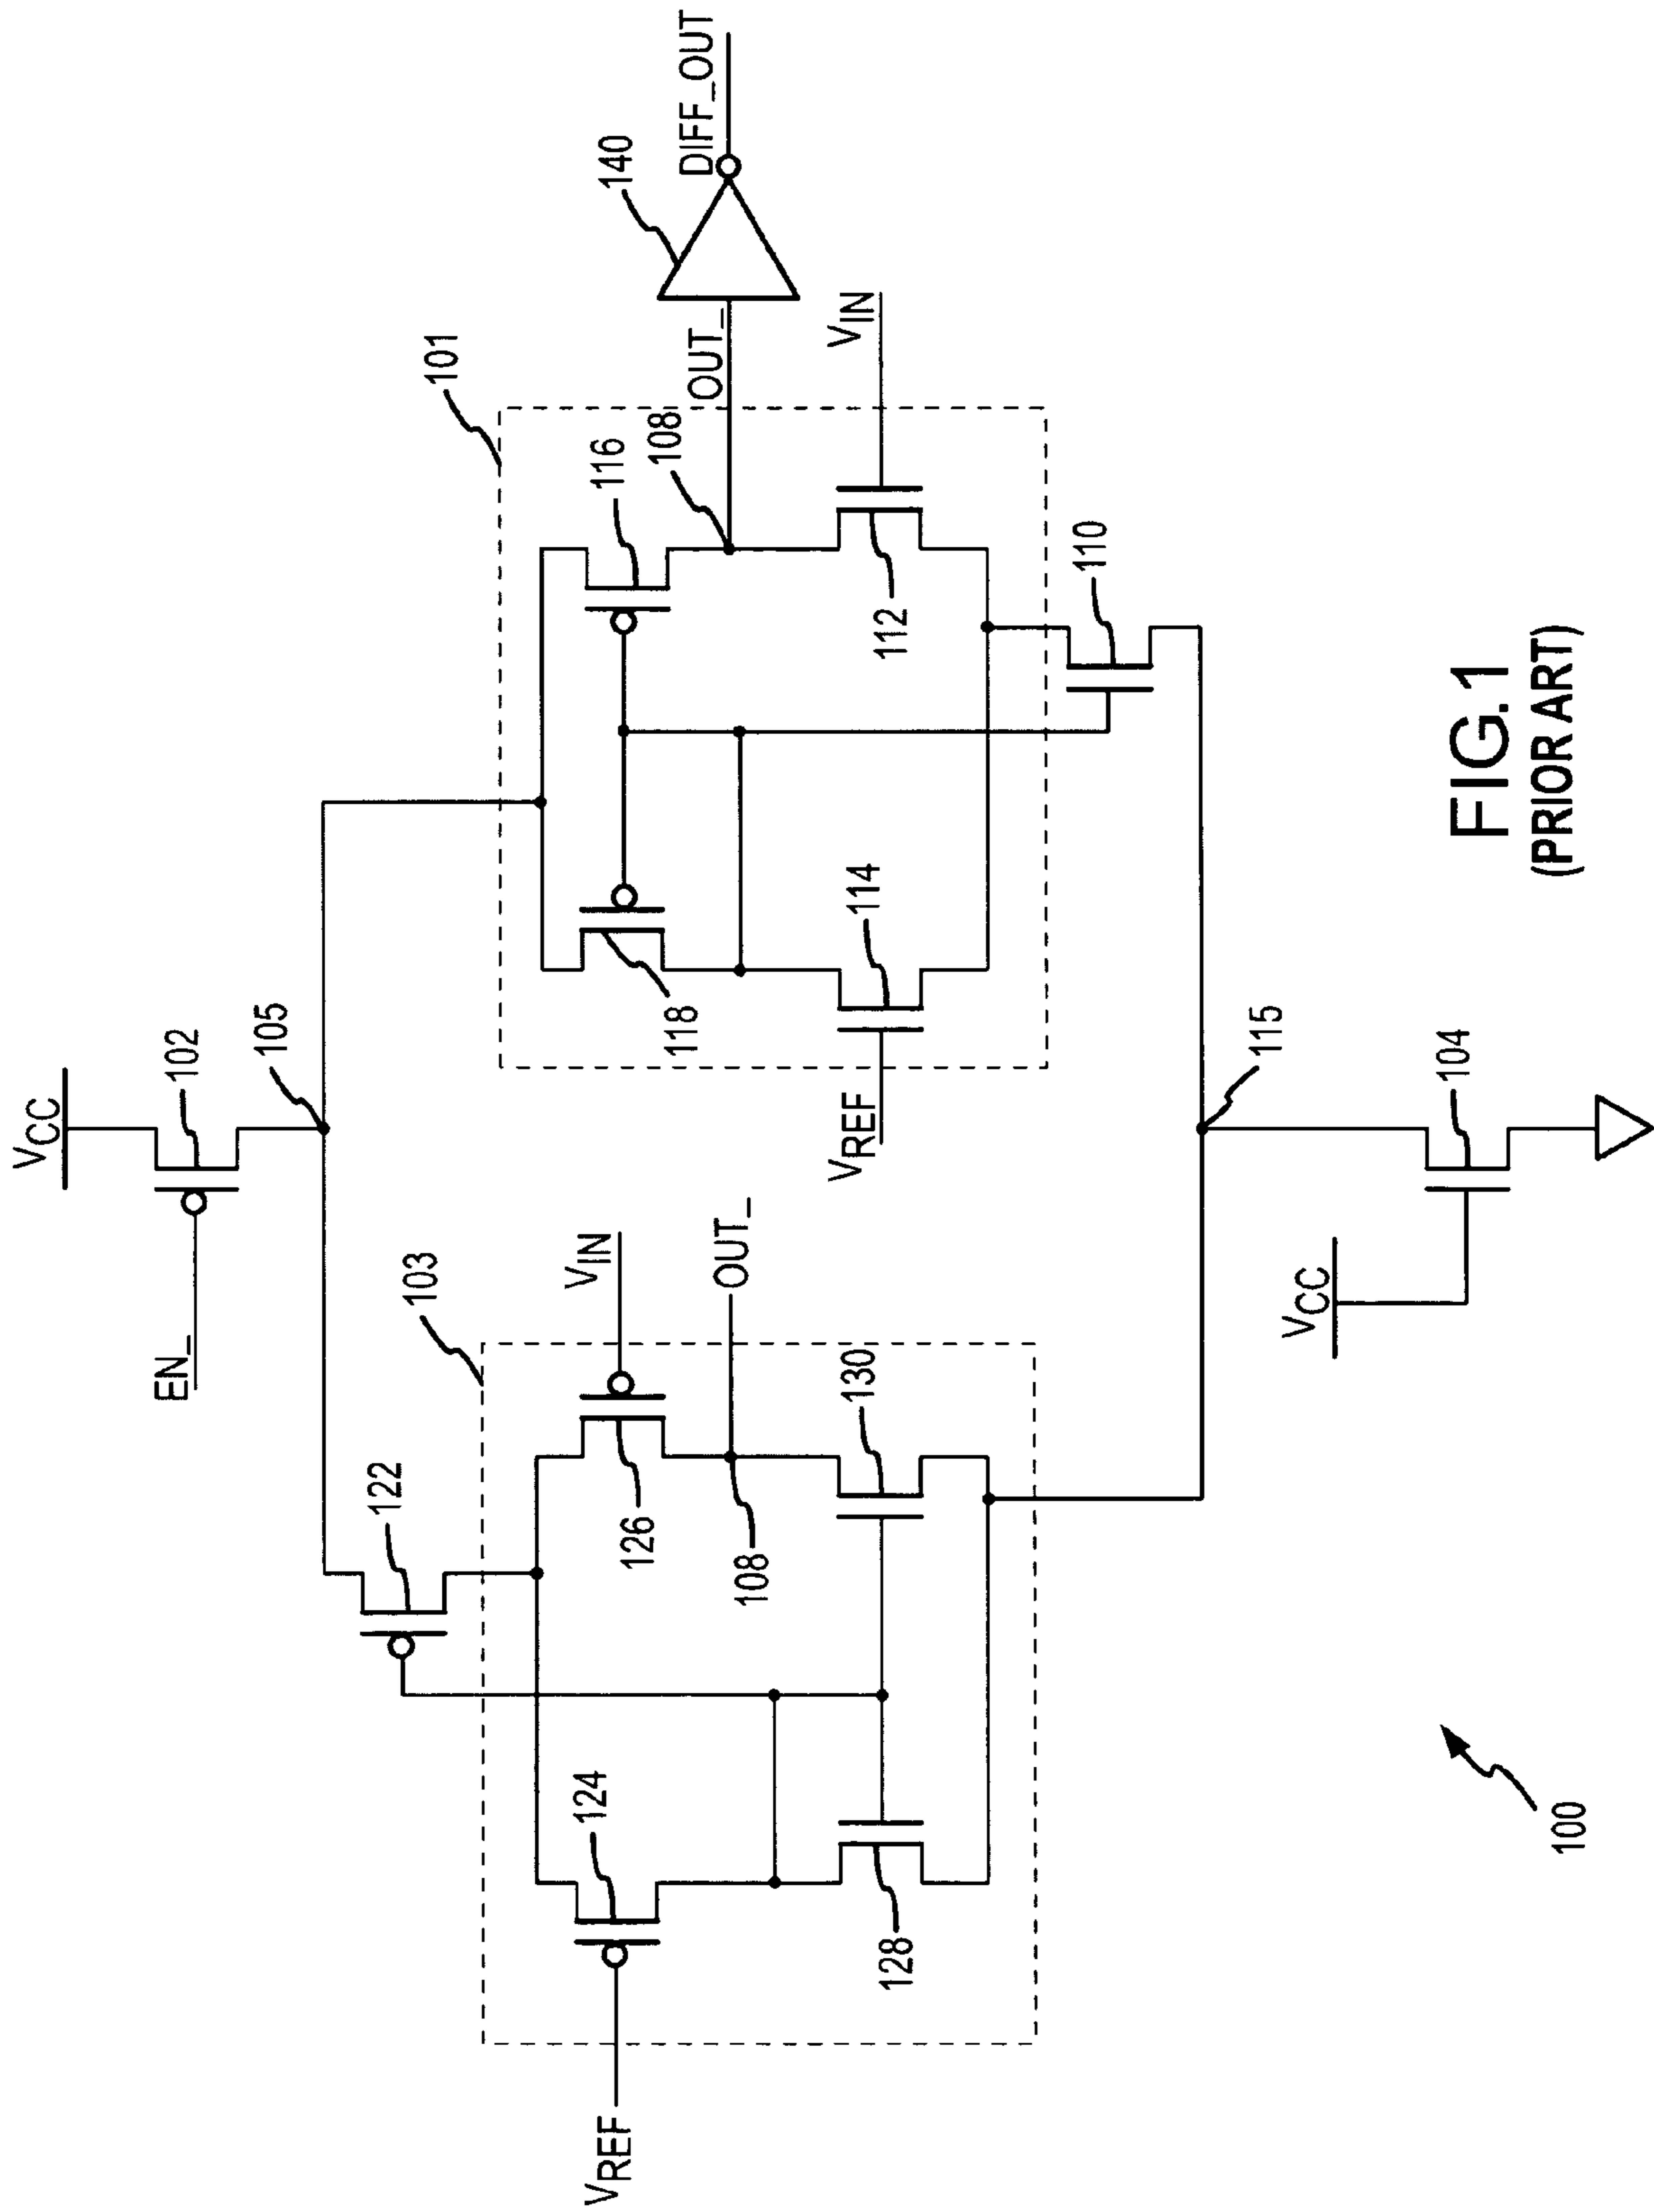 VCC
102
EN_
105
122
103
101
124
VREF
126
VIN
OUT_
108
128
130
118
116
108
OUT_
140
DIFF_OUT
114
VREF
112
VIN
110
115
VCC
104
100
FIG.1
(PRIOR ART)